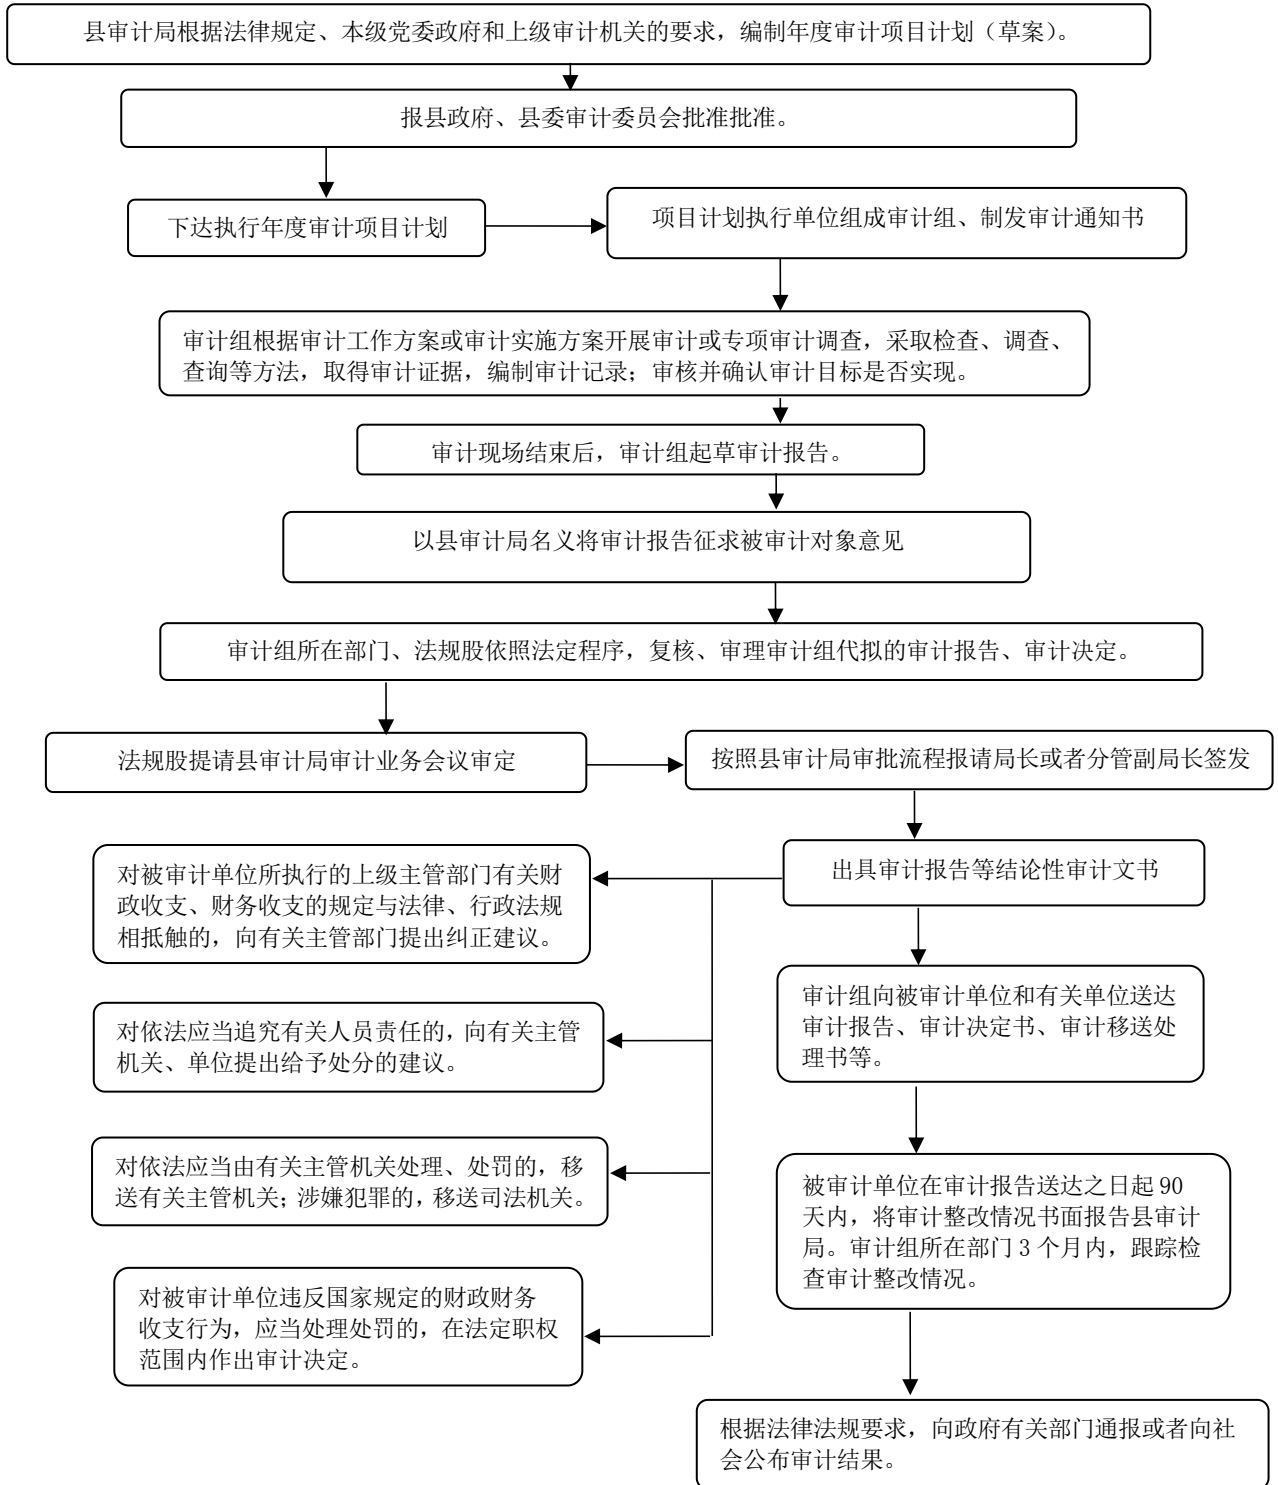 县审计局根据法律规定、本级党委政府和上级审计机关的要求，编制年度审计项目计划（草案）。
报县政府、县委审计委员会批准批准。
下达执行年度审计项目计划
项目计划执行单位组成审计组、制发审计通知书
审计组根据审计工作方案或审计实施方案开展审计或专项审计调查，采取检查、调查、
查询等方法，取得审计证据，编制审计记录；审核并确认审计目标是否实现。
审计现场结束后，审计组起草审计报告。
以县审计局名义将审计报告征求被审计对象意见
审计组所在部门、法规股依照法定程序，复核、审理审计组代拟的审计报告、审计决定。
法规股提请县审计局审计业务会议审定
按照县审计局审批流程报请局长或者分管副局长签发
出具审计报告等结论性审计文书
对被审计单位所执行的上级主管部门有关财
政收支、财务收支的规定与法律、行政法规
相抵触的，向有关主管部门提出纠正建议。
对依法应当追究有关人员责任的，向有关主管
机关、单位提出给予处分的建议。
对依法应当由有关主管机关处理、处罚的，移
送有关主管机关；涉嫌犯罪的，移送司法机关。
对被审计单位违反国家规定的财政财务
收支行为，应当处理处罚的，在法定职权
范围内作出审计决定。
审计组向被审计单位和有关单位送达
审计报告、审计决定书、审计移送处
理书等。
被审计单位在审计报告送达之日起 90
天内，将审计整改情况书面报告县审计
局。审计组所在部门 3 个月内，跟踪检
查审计整改情况。
根据法律法规要求，向政府有关部门通报或者向社
会公布审计结果。